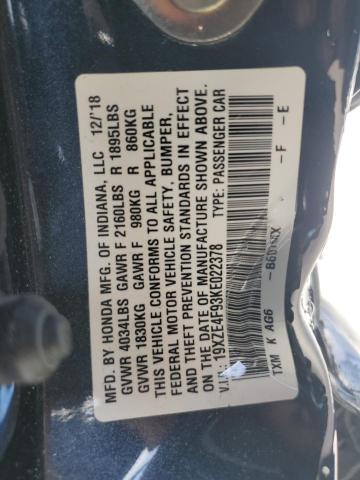 MFD. BY HONDA MFG. OF INDIANA, LLC 12/'18
GVWR 4034LBS GAWR F 2160LBS R 1895LBS
GVWR 1830KG GAWR F 980KG R 860KG
THIS VEHICLE CONFORMS TO ALL APPLICABLE
FEDERAL MOTOR VEHICLE SAFETY, BUMPER,
AND THEFT PREVENTION STANDARDS IN EFFECT
ON THE DATE OF MANUFACTURE SHOWN ABOVE.
V.I.N.: 19XZE4F93KE022378 TYPE: PASSENGER CAR
TXM K AG6 - - F - E